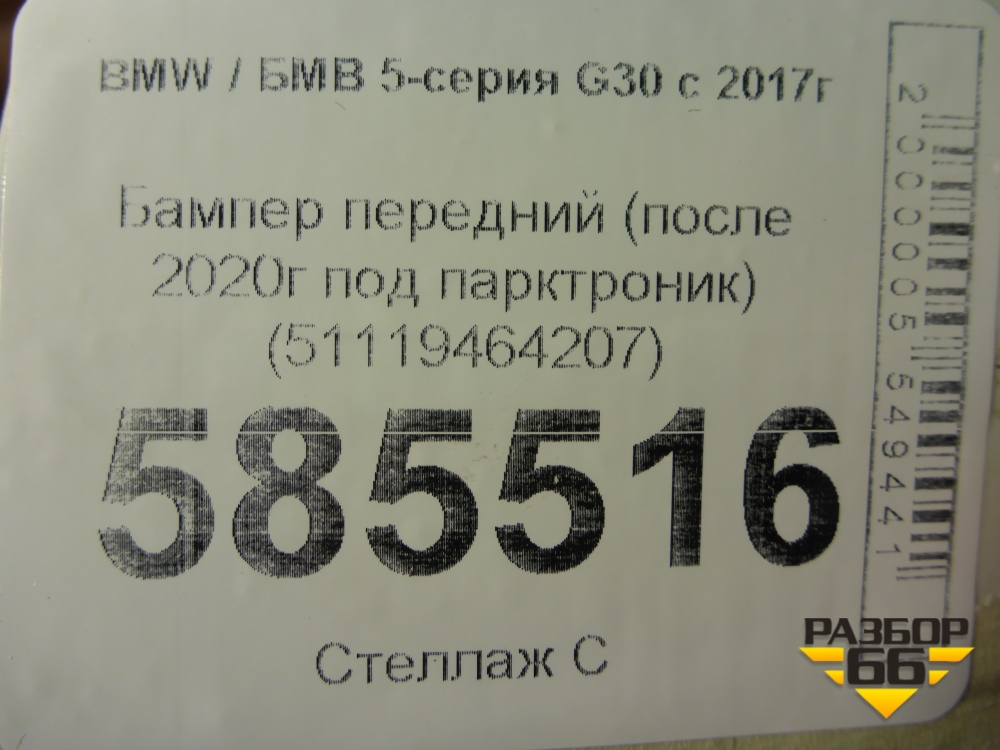 BMW / БМВ 5-серия G30 с 2017г
Бампер передний (после
2020г под парктроник)
(51119464207)
585516
Стеллаж С
2000005549441
РАЗБОР
66